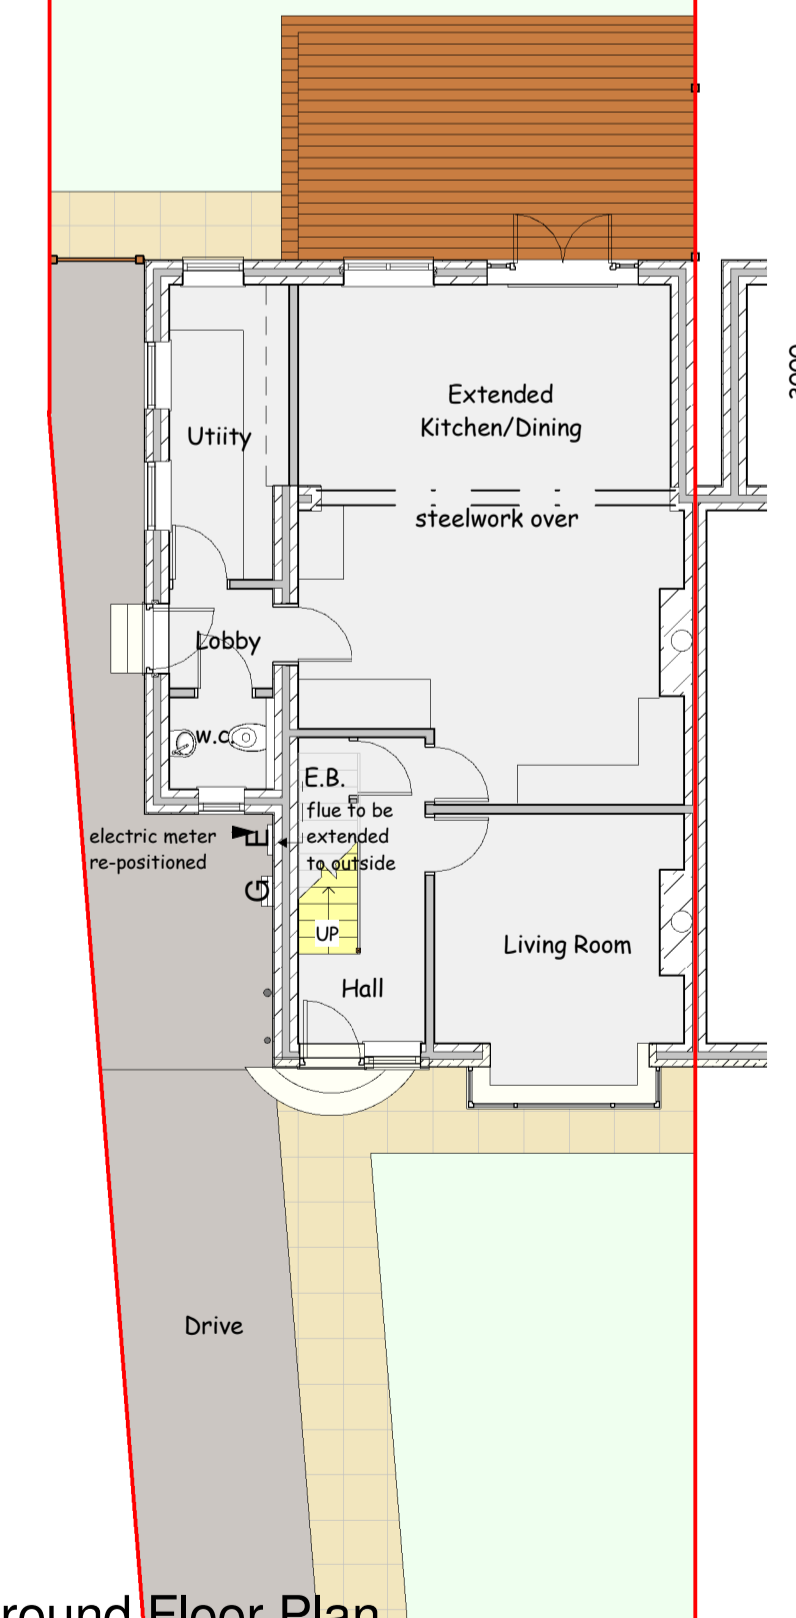 3000
Extended
Kitchen/Dining
Utiity
steelwork over
Lobby
w.c.
E.B.
flue to be
extended
to outside
electric meter
re-positioned
E
G
UP
Living Room
Hall
Drive
round Floor Plan